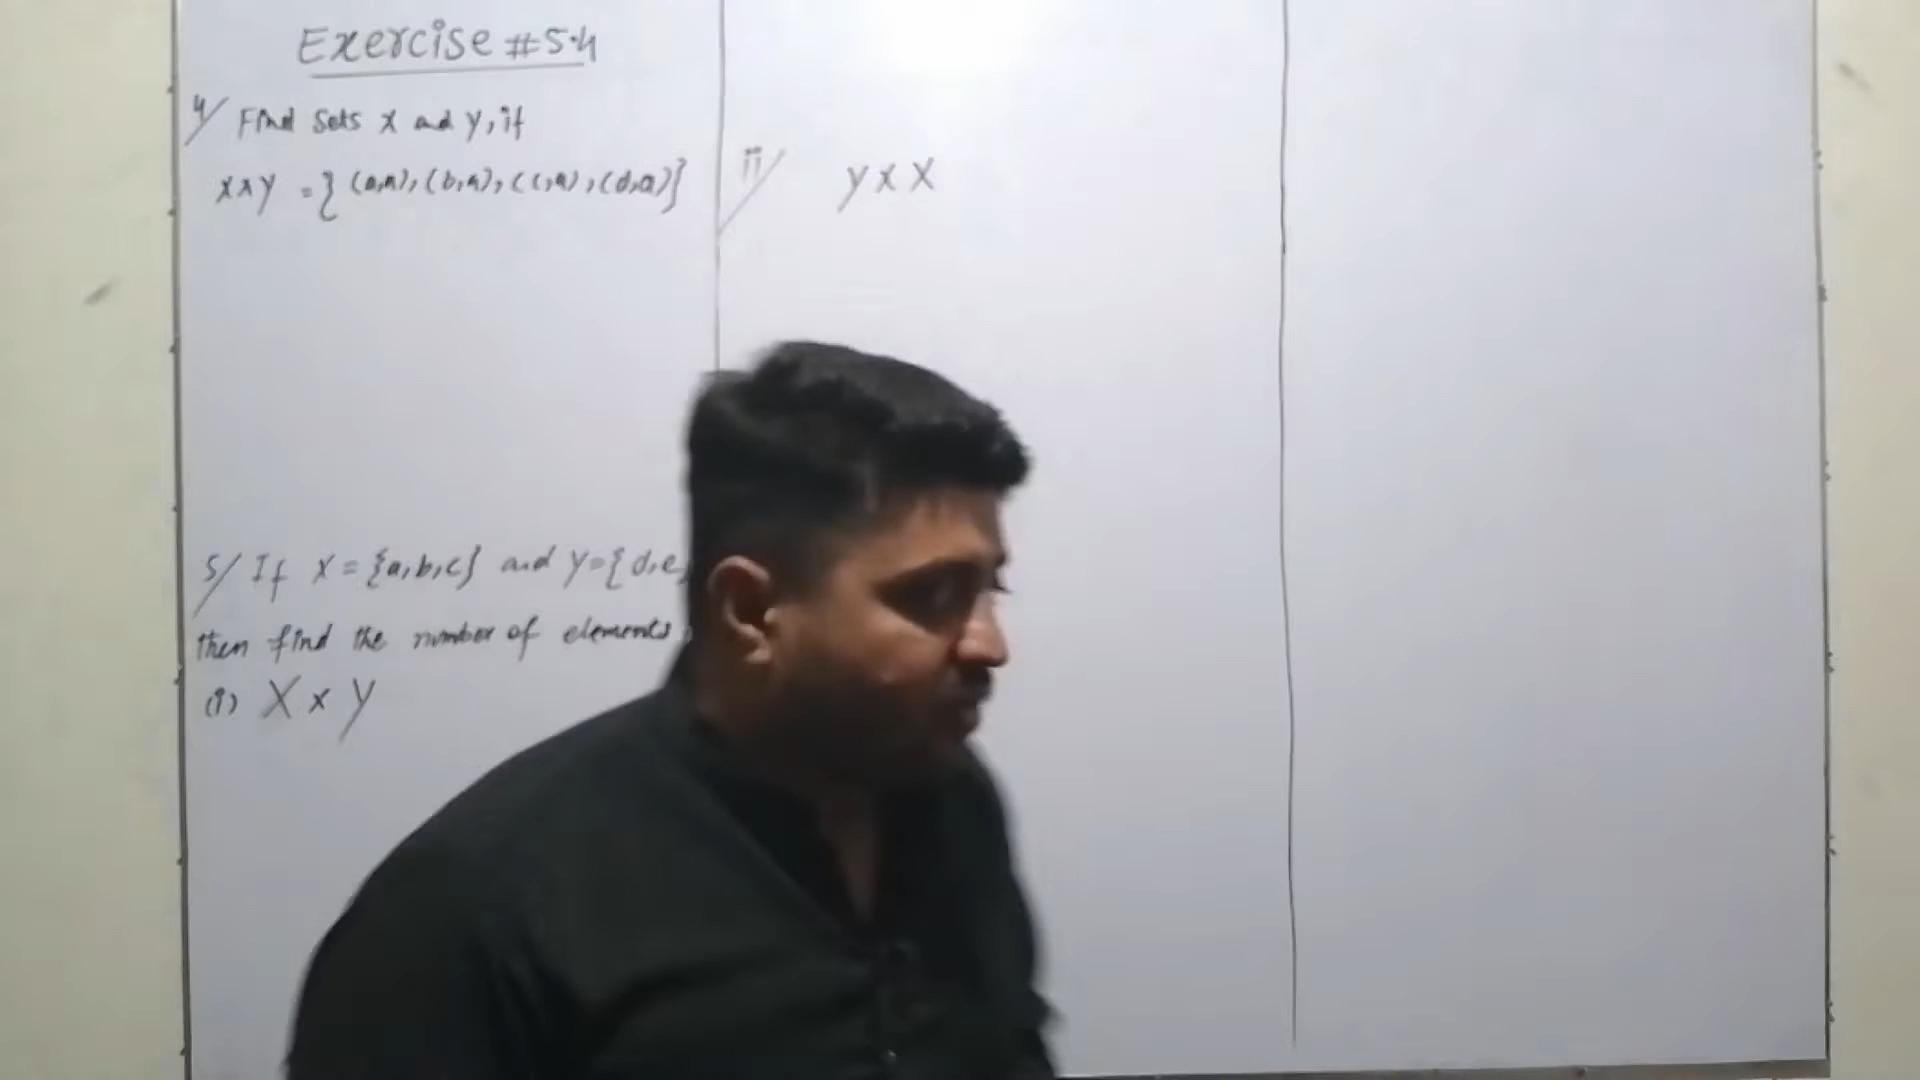 Exercise #5.4
4/ Find Sets X and Y, if
X x Y = { (a,a), (b,a), (c,a), (d,a)}
5/ If X = {a,b,c} and Y={ d,e}
then find the number of elements
(i) X x Y
ii/ Y x X